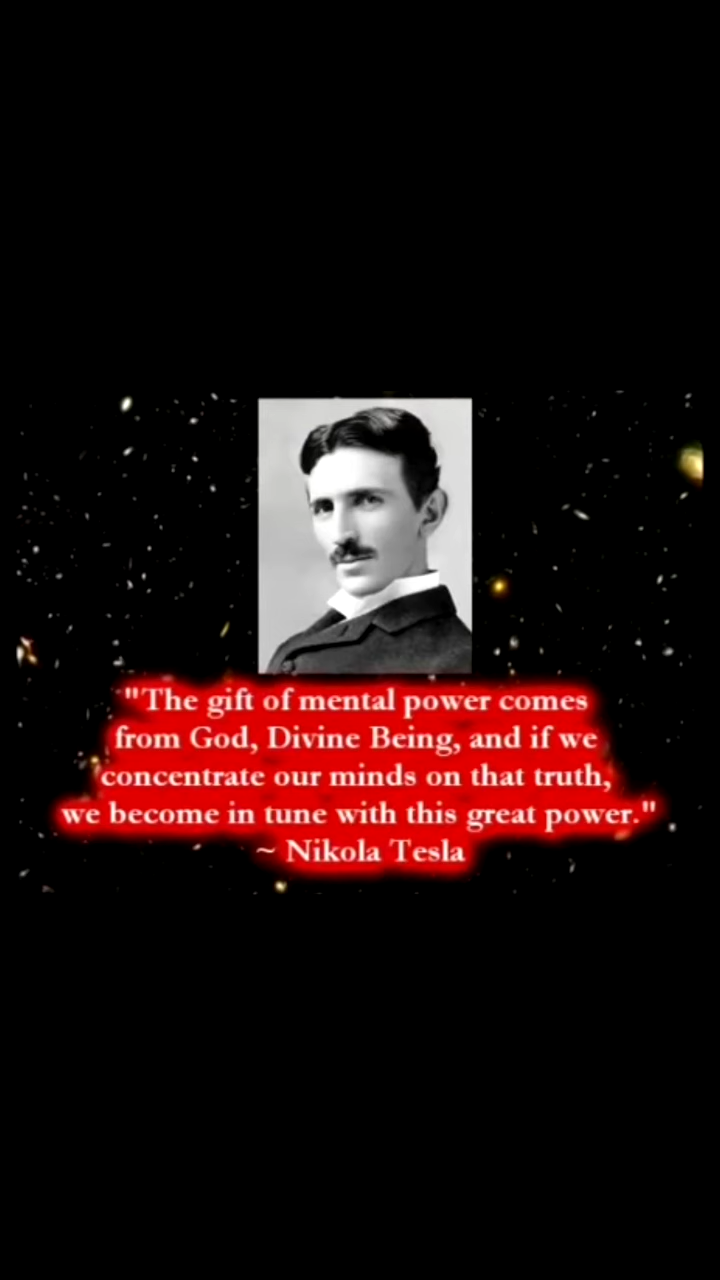 "The gift of mental power comes
from God, Divine Being, and if we
concentrate our minds on that truth,
we become in tune with this great power."
~ Nikola Tesla